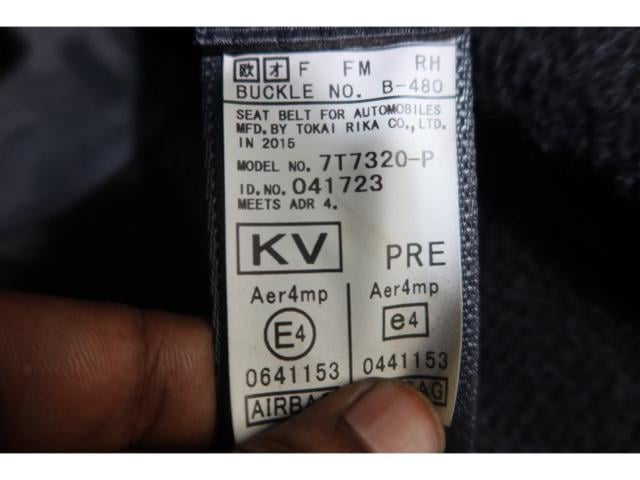 欧 オ F FM RH
BUCKLE NO. B-480
SEAT BELT FOR AUTOMOBILES
MFD. BY TOKAI RIKA CO., LTD.
IN 2015
MODEL NO. 7T7320-P
ID. NO. 041723
MEETS ADR 4.
KV PRE
Aer4mp Aer4mp
E4 e4
0641153 0441153